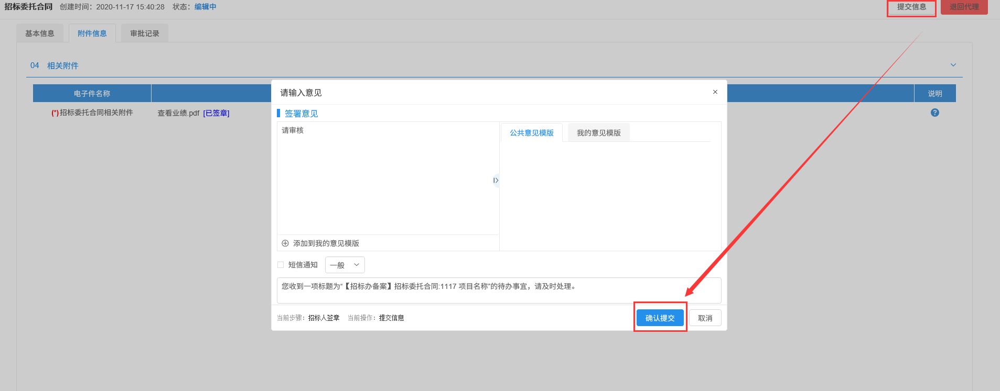 招标委托合同 创建时间：2020-11-17 15:40:28 状态：编辑中 提交信息 退回代理
基本信息 附件信息 审批记录
04 相关附件
电子件名称 说明
(*)招标委托合同相关附件 查看业绩.pdf [已签章]
请输入意见
签署意见
请审核
公共意见模版 我的意见模版
添加到我的意见模版
短信通知 一般
您收到一项标题为“【招标办备案】招标委托合同:1117 项目名称”的待办事宜，请及时处理。
当前步骤：招标人签章 当前操作：提交信息 确认提交 取消